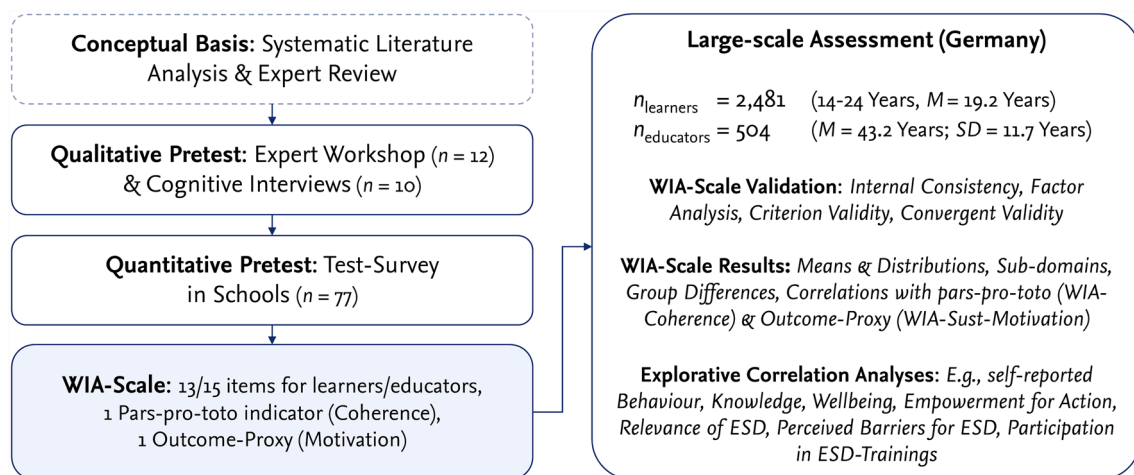 Conceptual Basis: Systematic Literature
Analysis & Expert Review
Qualitative Pretest: Expert Workshop (n = 12)
& Cognitive Interviews (n = 10)
Quantitative Pretest: Test-Survey
in Schools (n = 77)
WIA-Scale: 13/15 items for learners/educators,
1 Pars-pro-toto indicator (Coherence),
1 Outcome-Proxy (Motivation)
Large-scale Assessment (Germany)
nlearners = 2,481 (14-24 Years, M = 19.2 Years)
neducators = 504 (M = 43.2 Years; SD = 11.7 Years)
WIA-Scale Validation: Internal Consistency, Factor
Analysis, Criterion Validity, Convergent Validity
WIA-Scale Results: Means & Distributions, Sub-domains,
Group Differences, Correlations with pars-pro-toto (WIA-
Coherence) & Outcome-Proxy (WIA-Sust-Motivation)
Explorative Correlation Analyses: E.g., self-reported
Behaviour, Knowledge, Wellbeing, Empowerment for Action,
Relevance of ESD, Perceived Barriers for ESD, Participation
in ESD-Trainings